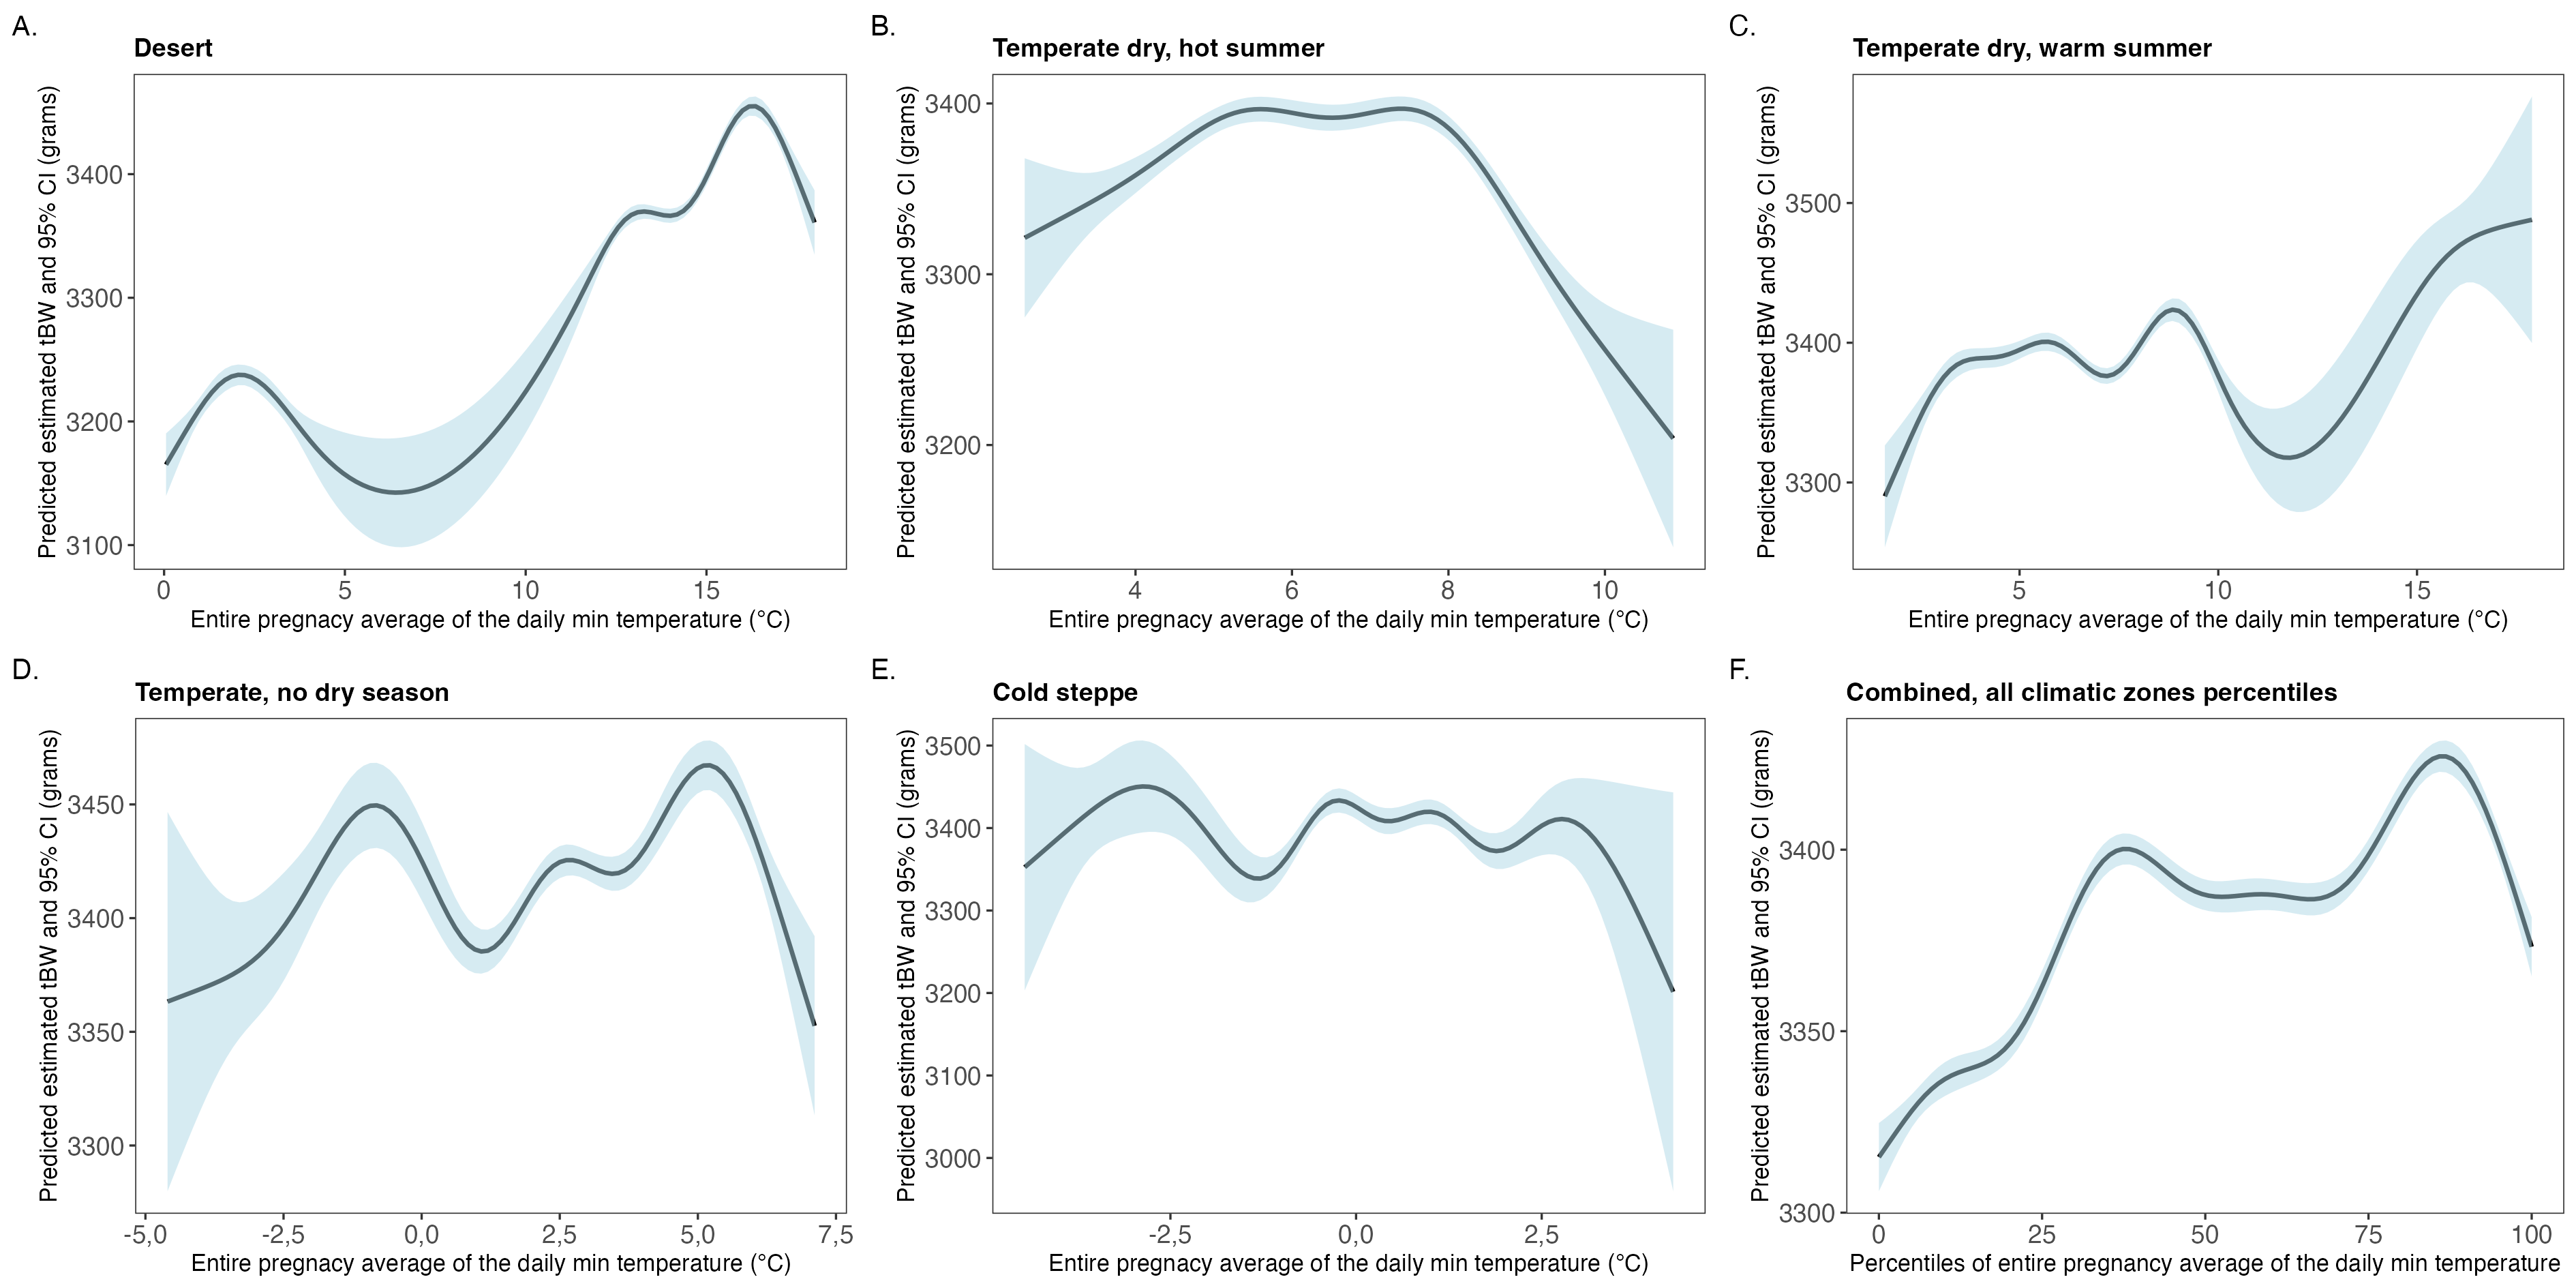 A.
Desert
Predicted estimated tBW and 95% CI (grams)
3400
3300
3200
3100
0 5 10 15
Entire pregnacy average of the daily min temperature (°C)
B.
Temperate dry, hot summer
Predicted estimated tBW and 95% CI (grams)
3400
3300
3200
4 6 8 10
Entire pregnacy average of the daily min temperature (°C)
C.
Temperate dry, warm summer
Predicted estimated tBW and 95% CI (grams)
3500
3400
3300
5 10 15
Entire pregnacy average of the daily min temperature (°C)
D.
Temperate, no dry season
Predicted estimated tBW and 95% CI (grams)
3450
3400
3350
3300
-5,0 -2,5 0,0 2,5 5,0 7,5
Entire pregnacy average of the daily min temperature (°C)
E.
Cold steppe
Predicted estimated tBW and 95% CI (grams)
3500
3400
3300
3200
3100
3000
-2,5 0,0 2,5
Entire pregnacy average of the daily min temperature (°C)
F.
Combined, all climatic zones percentiles
Predicted estimated tBW and 95% CI (grams)
3400
3350
3300
0 25 50 75 100
Percentiles of entire pregnancy average of the daily min temperature